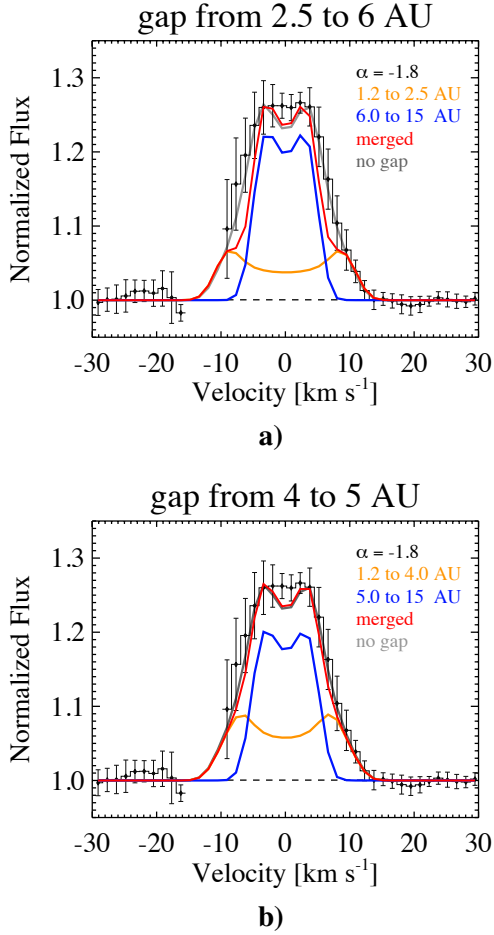 gap from 2.5 to 6 AU
1.3
1.2
1.1
1.0
Normalized Flux
α = -1.8
1.2 to 2.5 AU
6.0 to 15 AU
merged
no gap
-30 -20 -10 0 10 20 30
Velocity [km s⁻¹]
a)
gap from 4 to 5 AU
1.3
1.2
1.1
1.0
Normalized Flux
α = -1.8
1.2 to 4.0 AU
5.0 to 15 AU
merged
no gap
-30 -20 -10 0 10 20 30
Velocity [km s⁻¹]
b)